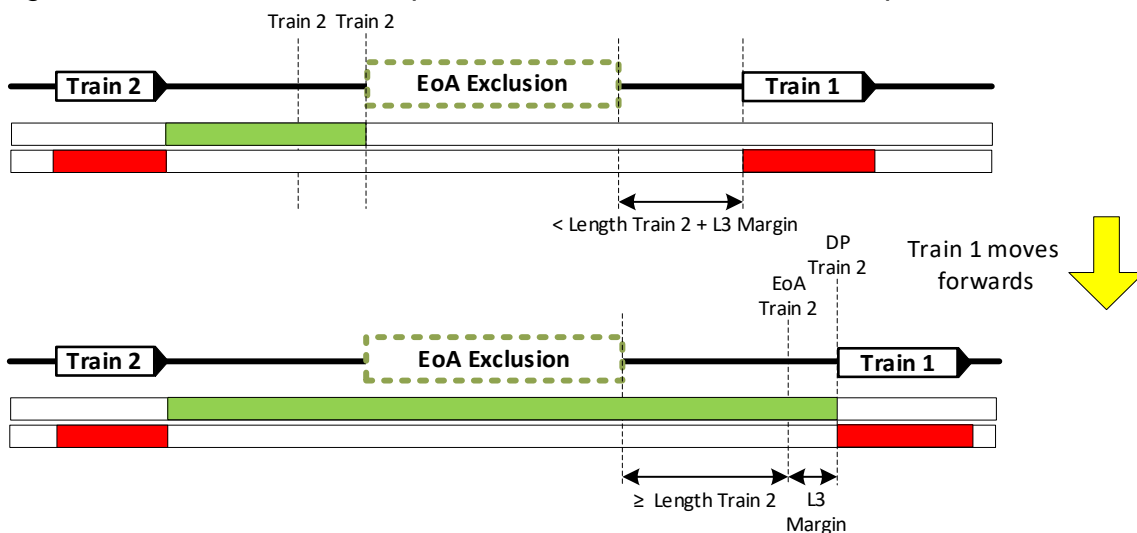 Train 2 Train 2
Train 2
EoA Exclusion
Train 1
< Length Train 2 + L3 Margin
Train 1 moves
forwards
DP
Train 2
EoA
Train 2
Train 2
EoA Exclusion
Train 1
≥ Length Train 2
L3
Margin